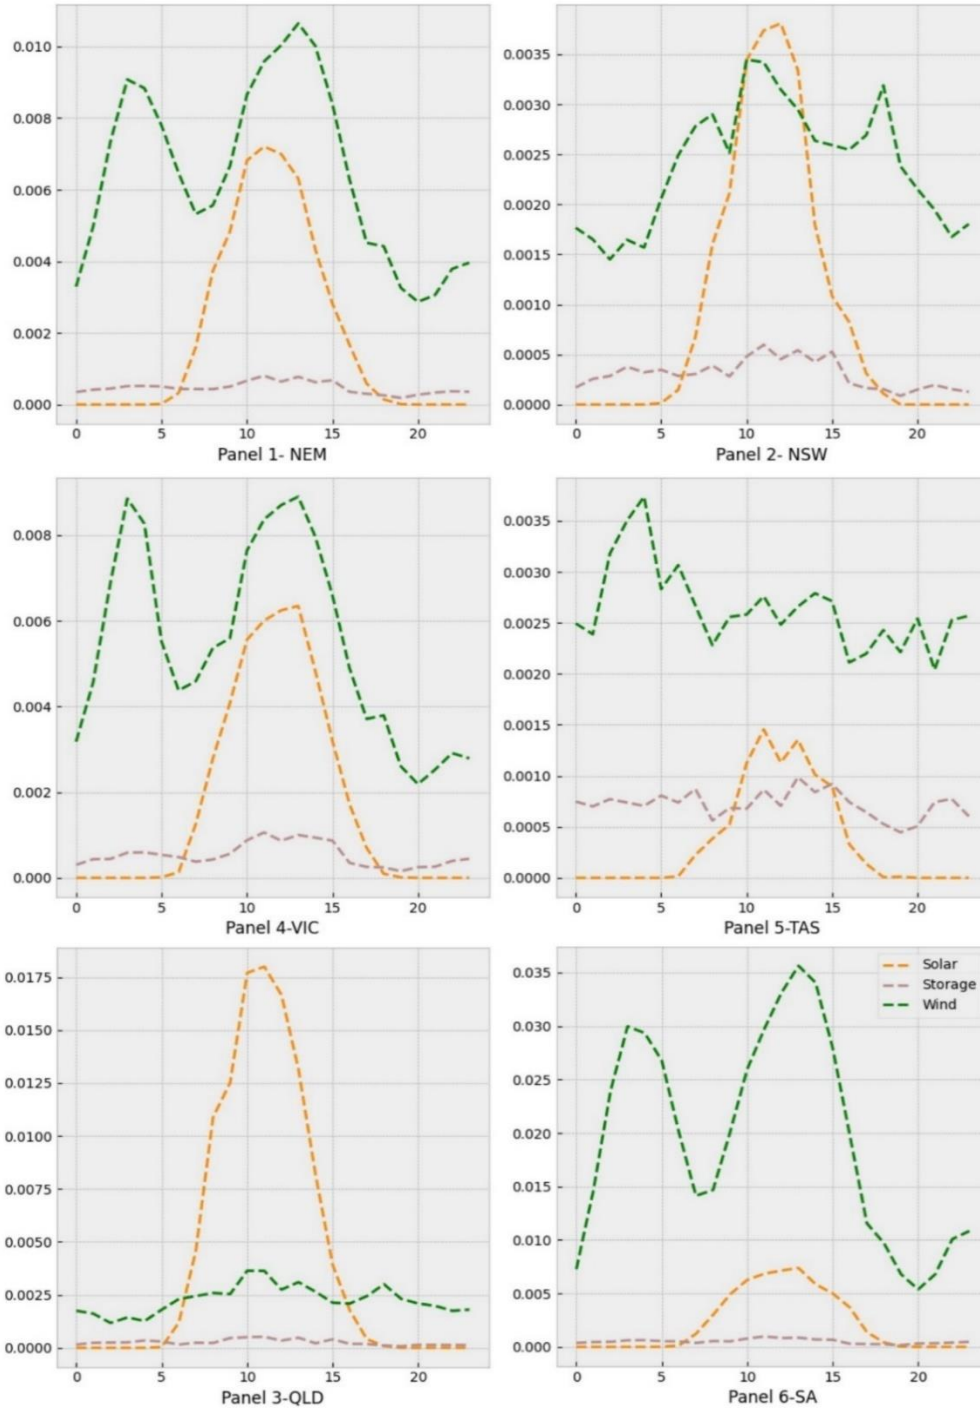 0.010
0.008
0.006
0.004
0.002
0.000
0 5 10 15 20
Panel 1- NEM
0.0035
0.0030
0.0025
0.0020
0.0015
0.0010
0.0005
0.0000
0 5 10 15 20
Panel 2- NSW
0.008
0.006
0.004
0.002
0.000
0 5 10 15 20
Panel 4-VIC
0.0035
0.0030
0.0025
0.0020
0.0015
0.0010
0.0005
0.0000
0 5 10 15 20
Panel 5-TAS
0.0175
0.0150
0.0125
0.0100
0.0075
0.0050
0.0025
0.0000
0 5 10 15 20
Panel 3-QLD
Solar
Storage
Wind
0.035
0.030
0.025
0.020
0.015
0.010
0.005
0.000
0 5 10 15 20
Panel 6-SA